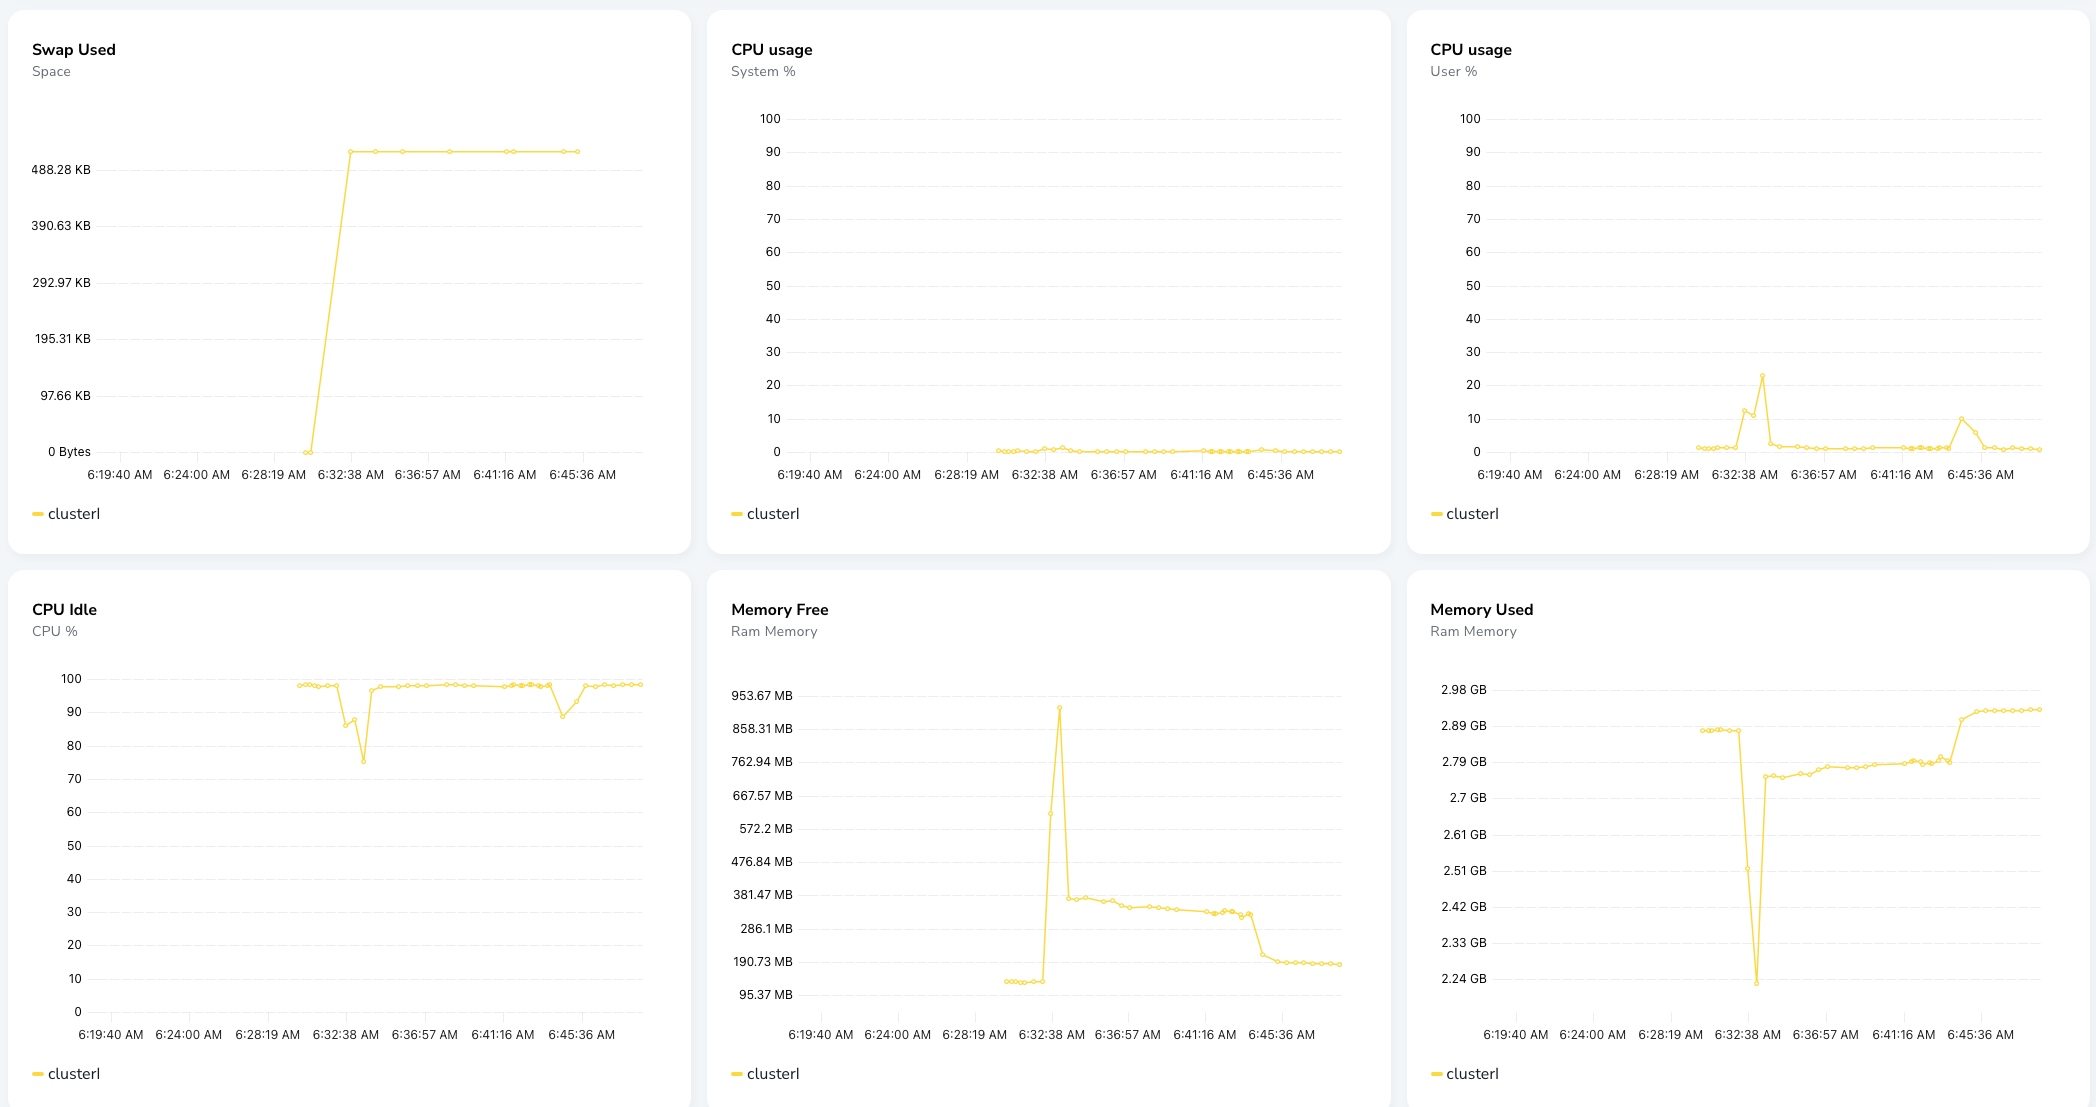 Swap Used
Space
488.28 KB
390.63 KB
292.97 KB
195.31 KB
97.66 KB
0 Bytes
6:19:40 AM 6:24:00 AM 6:28:19 AM 6:32:38 AM 6:36:57 AM 6:41:16 AM 6:45:36 AM
clusterI
CPU usage
System %
100
90
80
70
60
50
40
30
20
10
0
6:19:40 AM 6:24:00 AM 6:28:19 AM 6:32:38 AM 6:36:57 AM 6:41:16 AM 6:45:36 AM
clusterI
CPU usage
User %
100
90
80
70
60
50
40
30
20
10
0
6:19:40 AM 6:24:00 AM 6:28:19 AM 6:32:38 AM 6:36:57 AM 6:41:16 AM 6:45:36 AM
clusterI
CPU Idle
CPU %
100
90
80
70
60
50
40
30
20
10
0
6:19:40 AM 6:24:00 AM 6:28:19 AM 6:32:38 AM 6:36:57 AM 6:41:16 AM 6:45:36 AM
clusterI
Memory Free
Ram Memory
953.67 MB
858.31 MB
762.94 MB
667.57 MB
572.2 MB
476.84 MB
381.47 MB
286.1 MB
190.73 MB
95.37 MB
6:19:40 AM 6:24:00 AM 6:28:19 AM 6:32:38 AM 6:36:57 AM 6:41:16 AM 6:45:36 AM
clusterI
Memory Used
Ram Memory
2.98 GB
2.89 GB
2.79 GB
2.7 GB
2.61 GB
2.51 GB
2.42 GB
2.33 GB
2.24 GB
6:19:40 AM 6:24:00 AM 6:28:19 AM 6:32:38 AM 6:36:57 AM 6:41:16 AM 6:45:36 AM
clusterI